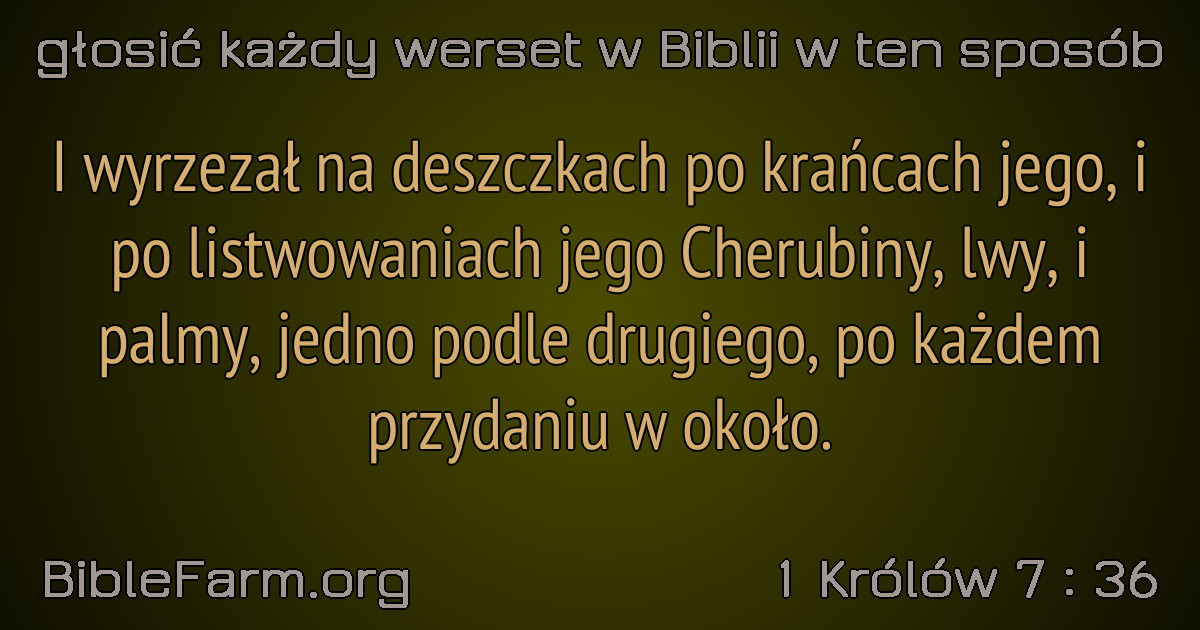 głosić każdy werset w Biblii w ten sposób
I wyrzezał na deszczkach po krańcach jego, i
po listwowaniach jego Cherubiny, lwy, i
palmy, jedno podle drugiego, po każdem
przydaniu w około.
BibleFarm.org
1 Królów 7 : 36